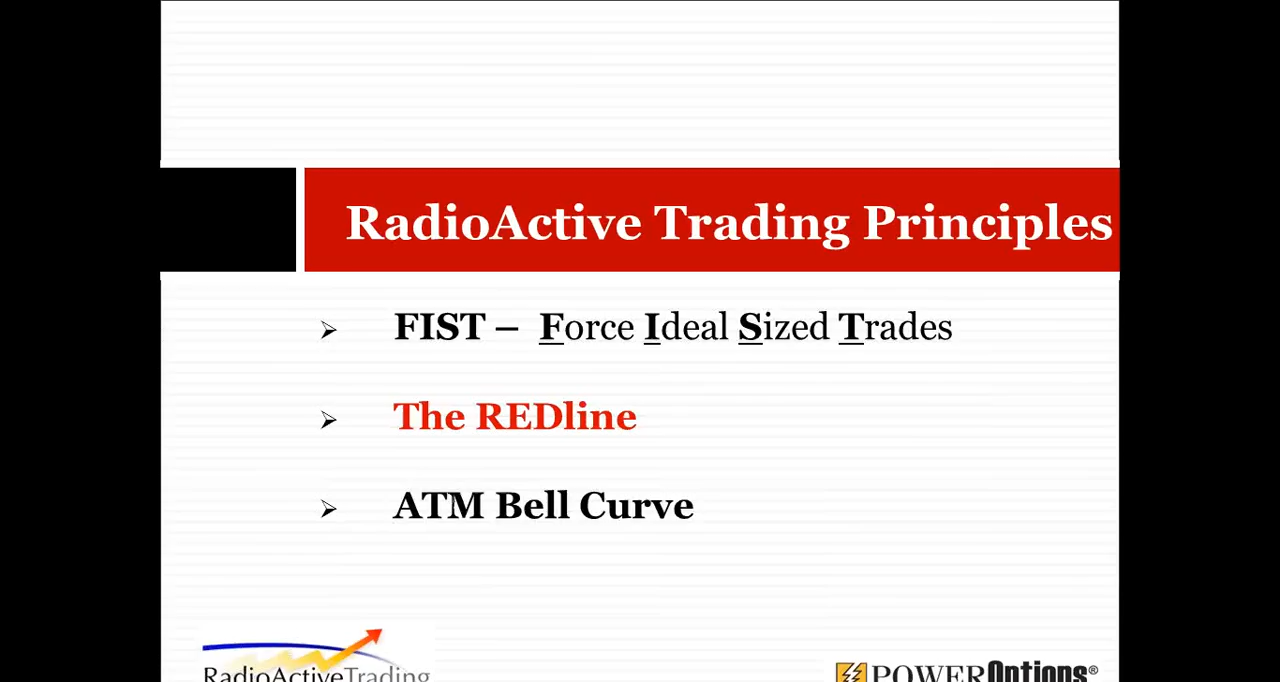 RadioActive Trading Principles
➢ FIST – Force Ideal Sized Trades
➢ The REDline
➢ ATM Bell Curve
RadioActiveTrading
POWEROptions®